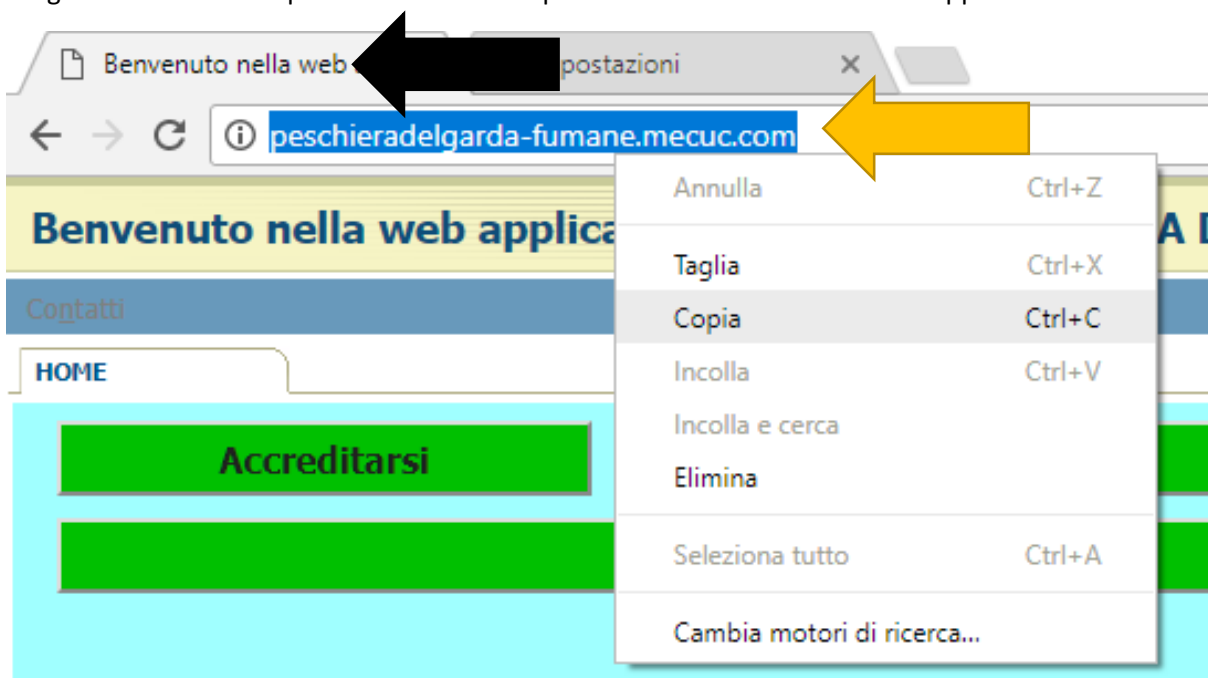 Benvenuto nella web
postazioni
peschieradelgarda-fumane.mecuc.com
Annulla Ctrl+Z
Benvenuto nella web applica
Taglia Ctrl+X
Contatti
Copia Ctrl+C
HOME
Incolla Ctrl+V
Incolla e cerca
Accreditarsi
Elimina
Seleziona tutto Ctrl+A
Cambia motori di ricerca...